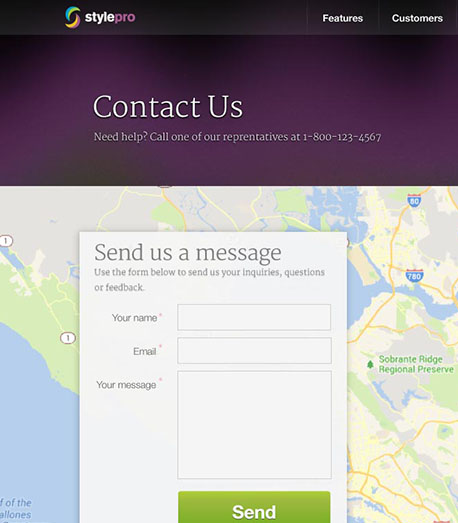 stylepro
Features
Customers
Contact Us
Need help? Call one of our reprentatives at 1-800-123-4567
80
1
Send us a message
Use the form below to send us your inquiries, questions
or feedback.
780
Your name *
1
Email *
Sobrante Ridge
Regional Preserve
Your message *
f of the
allones
Send